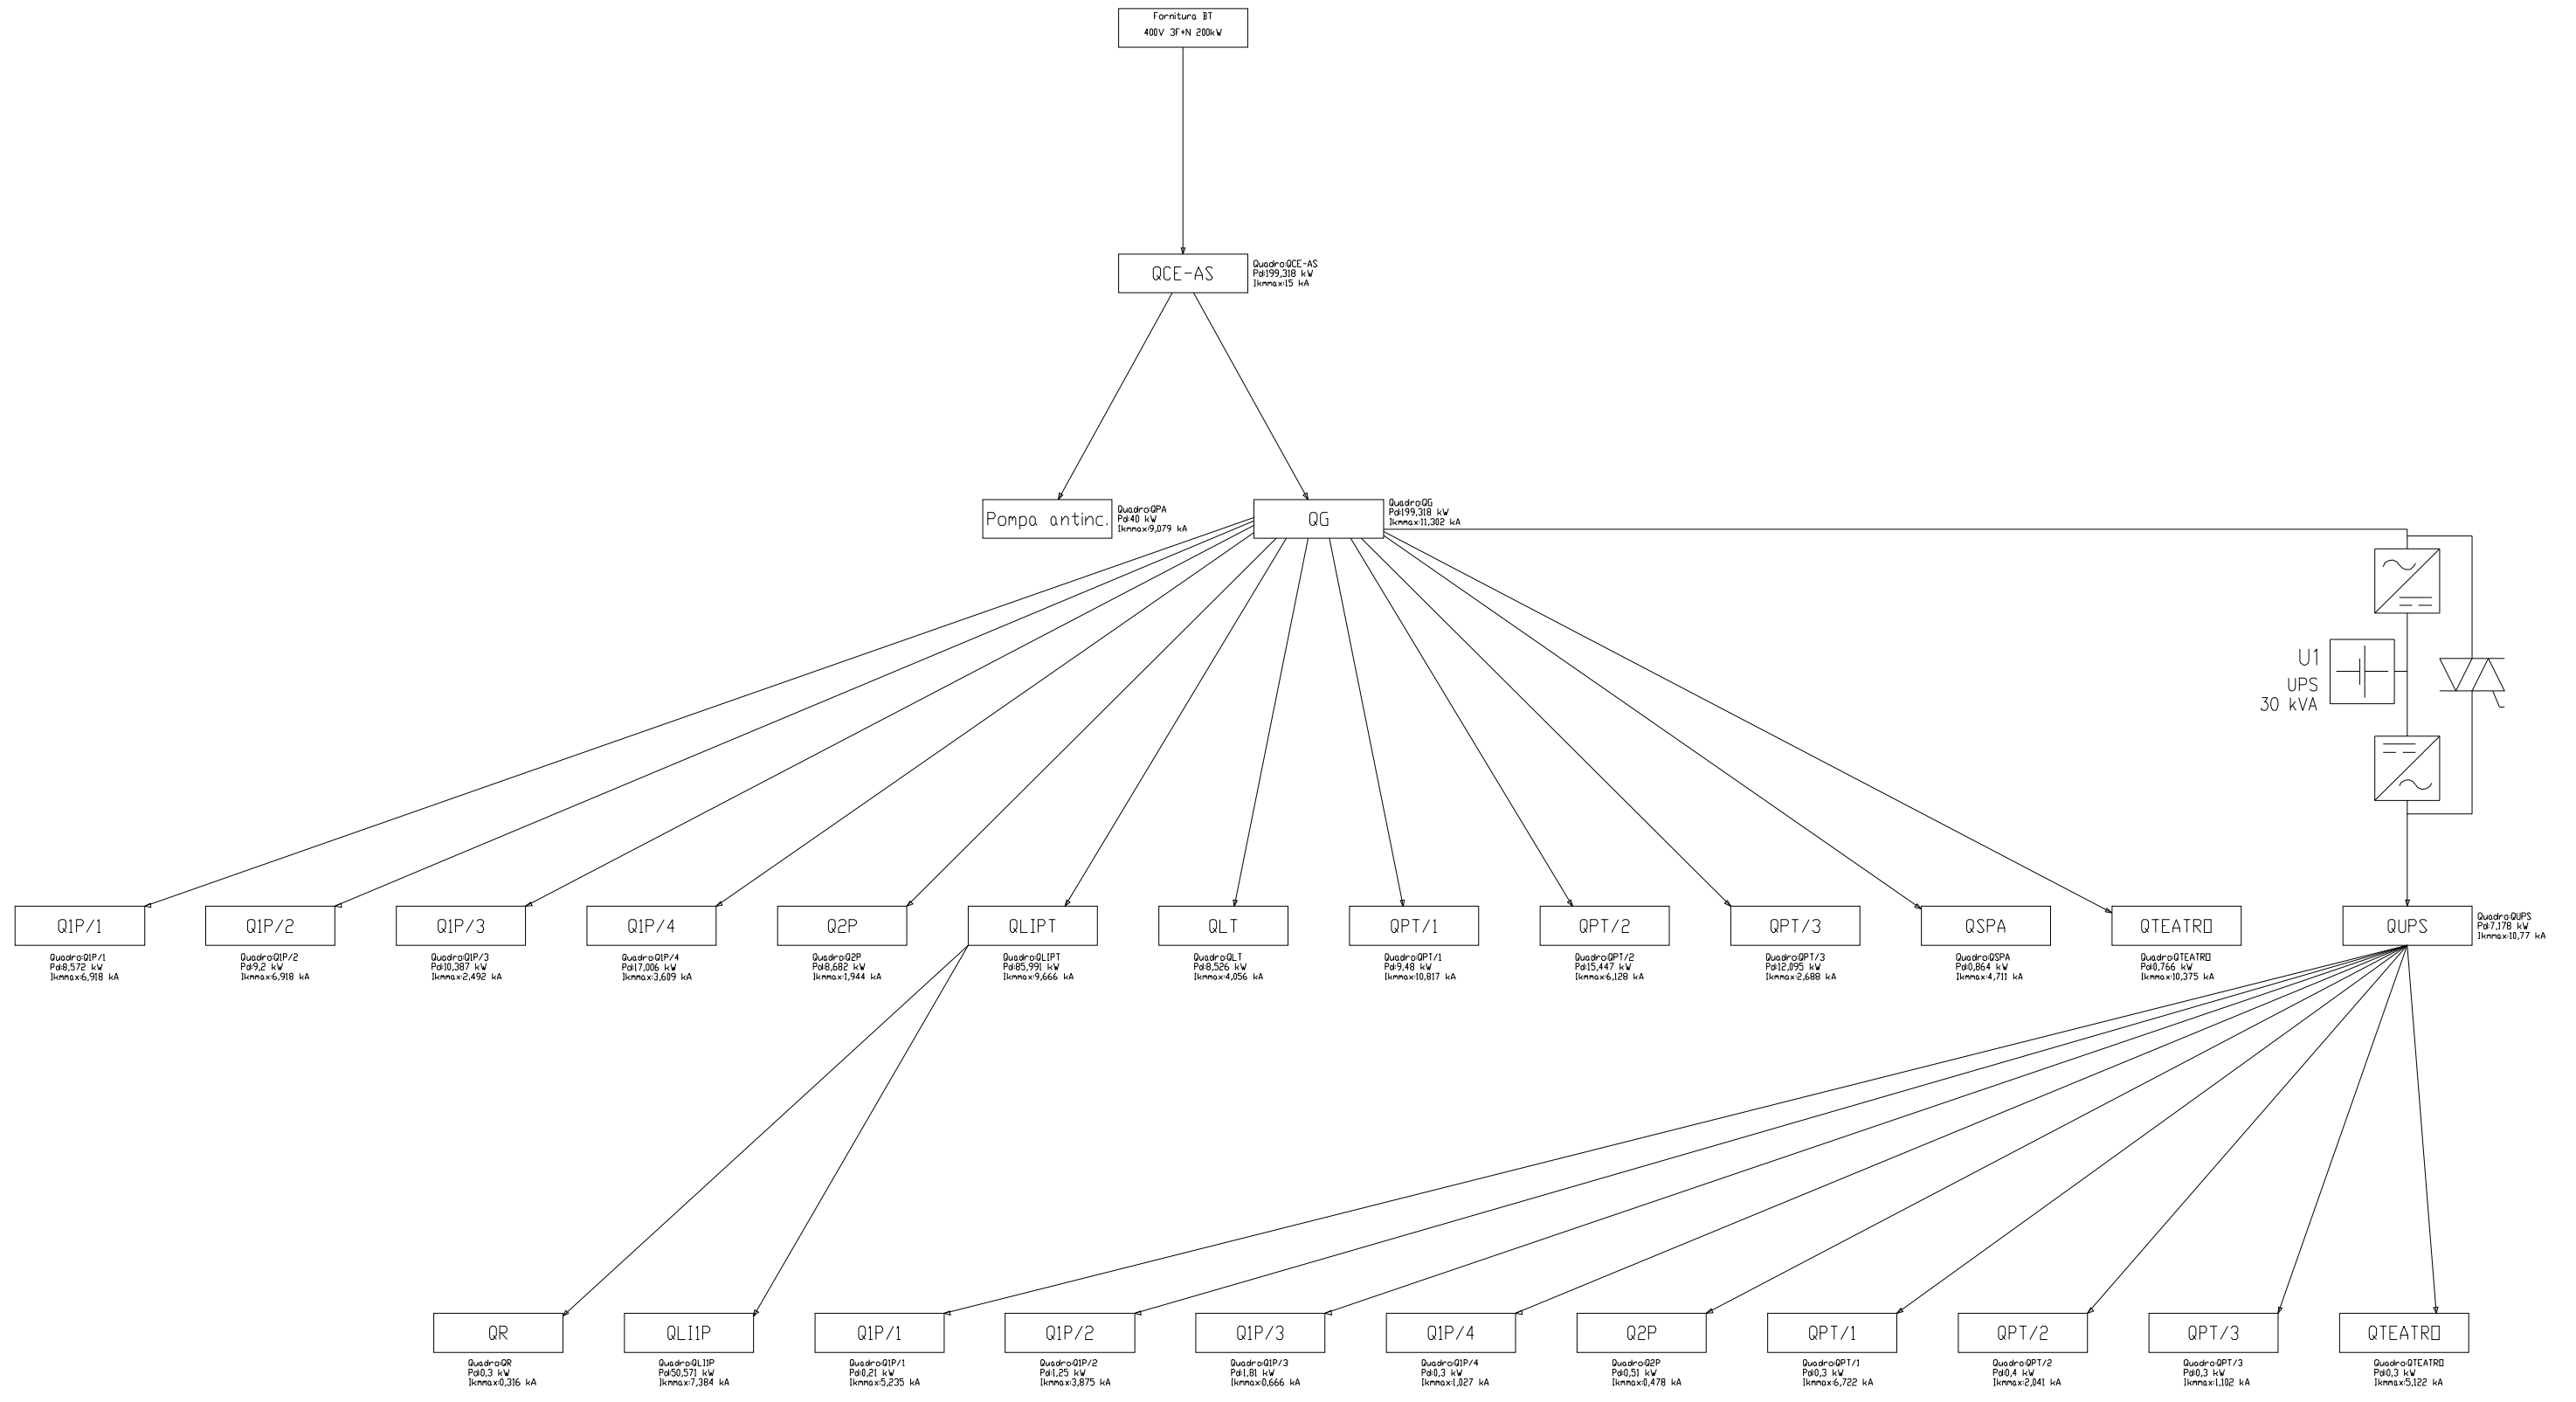 Fornitura BT
400V 3F+N 200kW
QCE-AS
Quadro:QCE-AS
Pd:199,318 kW
Ikmmax:15 kA
Pompa antinc.
Quadro:QPA
Pd:40 kW
Ikmmax:9,079 kA
QG
Quadro:QG
Pd:199,318 kW
Ikmmax:11,302 kA
U1
UPS
30 kVA
Q1P/1
Quadro:Q1P/1
Pd:8,572 kW
Ikmmax:6,918 kA
Q1P/2
Quadro:Q1P/2
Pd:9,2 kW
Ikmmax:6,918 kA
Q1P/3
Quadro:Q1P/3
Pd:10,387 kW
Ikmmax:2,492 kA
Q1P/4
Quadro:Q1P/4
Pd:17,006 kW
Ikmmax:3,609 kA
Q2P
Quadro:Q2P
Pd:8,682 kW
Ikmmax:1,944 kA
QLIPT
Quadro:QLIPT
Pd:85,991 kW
Ikmmax:9,666 kA
QLT
Quadro:QLT
Pd:8,526 kW
Ikmmax:4,056 kA
QPT/1
Quadro:QPT/1
Pd:9,48 kW
Ikmmax:10,817 kA
QPT/2
Quadro:QPT/2
Pd:15,447 kW
Ikmmax:6,128 kA
QPT/3
Quadro:QPT/3
Pd:12,095 kW
Ikmmax:2,688 kA
QSPA
Quadro:QSPA
Pd:0,864 kW
Ikmmax:4,711 kA
QTEATRO
Quadro:QTEATRO
Pd:0,766 kW
Ikmmax:10,375 kA
QUPS
Quadro:QUPS
Pd:7,178 kW
Ikmmax:10,77 kA
QR
Quadro:QR
Pd:0,3 kW
Ikmmax:0,316 kA
QLI1P
Quadro:QLI1P
Pd:50,571 kW
Ikmmax:7,384 kA
Q1P/1
Quadro:Q1P/1
Pd:0,21 kW
Ikmmax:5,235 kA
Q1P/2
Quadro:Q1P/2
Pd:1,25 kW
Ikmmax:3,875 kA
Q1P/3
Quadro:Q1P/3
Pd:1,81 kW
Ikmmax:0,666 kA
Q1P/4
Quadro:Q1P/4
Pd:0,3 kW
Ikmmax:1,027 kA
Q2P
Quadro:Q2P
Pd:0,51 kW
Ikmmax:0,478 kA
QPT/1
Quadro:QPT/1
Pd:0,3 kW
Ikmmax:6,722 kA
QPT/2
Quadro:QPT/2
Pd:0,4 kW
Ikmmax:2,041 kA
QPT/3
Quadro:QPT/3
Pd:0,3 kW
Ikmmax:1,102 kA
QTEATRO
Quadro:QTEATRO
Pd:0,3 kW
Ikmmax:5,122 kA